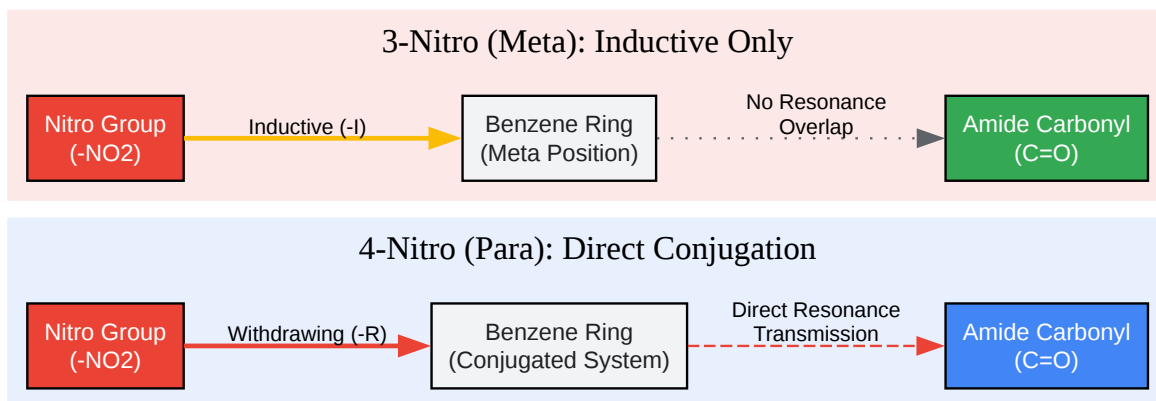 3-Nitro (Meta): Inductive Only
Nitro Group
(-NO2)
Inductive (-I)
Benzene Ring
(Meta Position)
No Resonance
Overlap
Amide Carbonyl
(C=O)
4-Nitro (Para): Direct Conjugation
Nitro Group
(-NO2)
Withdrawing (-R)
Benzene Ring
(Conjugated System)
Direct Resonance
Transmission
Amide Carbonyl
(C=O)